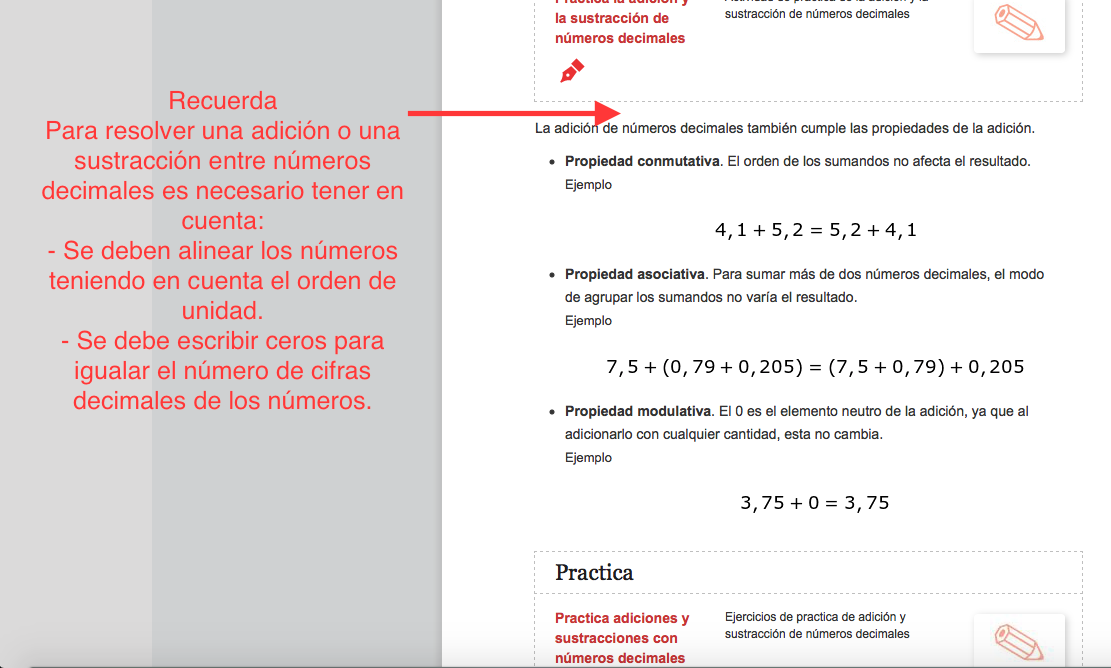 Recuerda
Para resolver una adición o una
sustracción entre números
decimales es necesario tener en
cuenta:
- Se deben alinear los números
teniendo en cuenta el orden de
unidad.
- Se debe escribir ceros para
igualar el número de cifras
decimales de los números.
Practica la adición y
la sustracción de
números decimales
sustracción de números decimales
La adición de números decimales también cumple las propiedades de la adición.
• Propiedad conmutativa. El orden de los sumandos no afecta el resultado.
Ejemplo
4,1 + 5,2 = 5,2 + 4,1
• Propiedad asociativa. Para sumar más de dos números decimales, el modo
de agrupar los sumandos no varía el resultado.
Ejemplo
7,5 + (0,79 + 0,205) = (7,5 + 0,79) + 0,205
• Propiedad modulativa. El 0 es el elemento neutro de la adición, ya que al
adicionarlo con cualquier cantidad, esta no cambia.
Ejemplo
3,75 + 0 = 3,75
Practica
Practica adiciones y
sustracciones con
números decimales
Ejercicios de practica de adición y
sustracción de números decimales